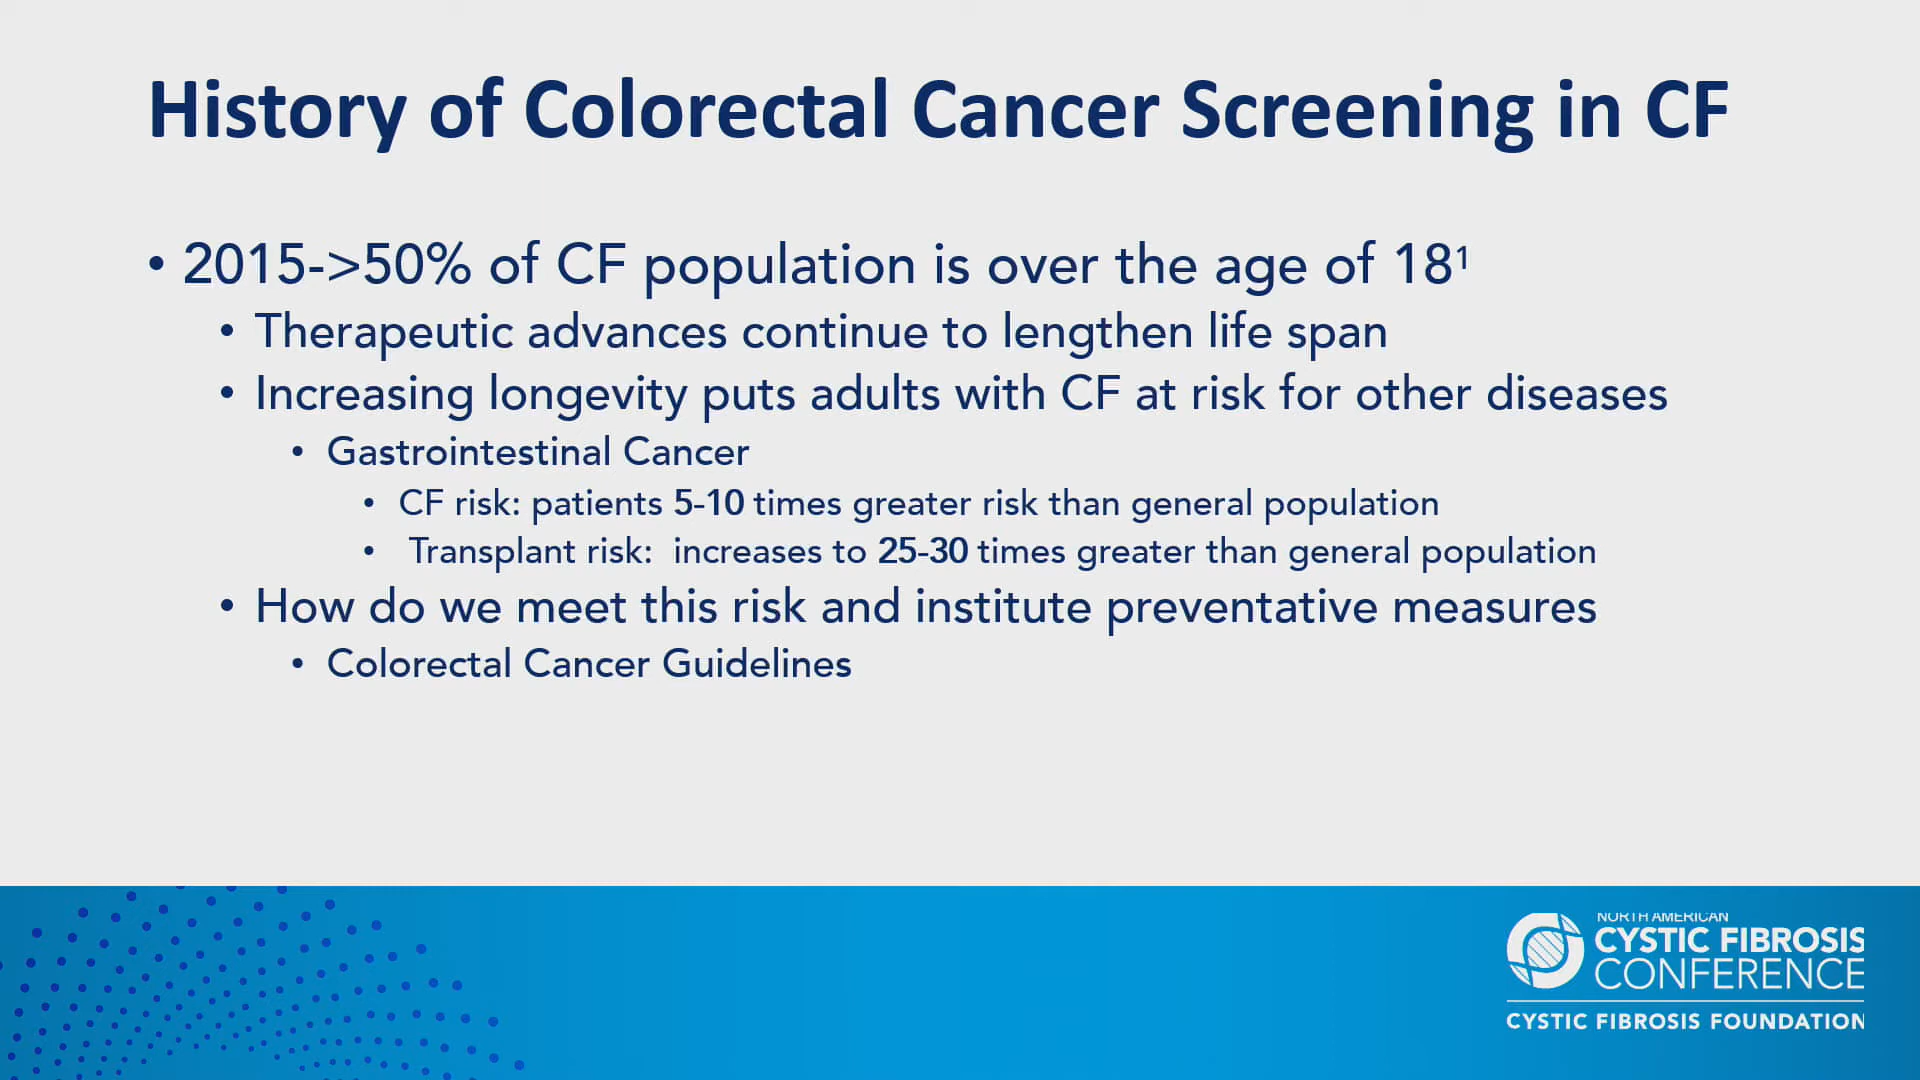 History of Colorectal Cancer Screening in CF
• 2015->50% of CF population is over the age of 18¹
• Therapeutic advances continue to lengthen life span
• Increasing longevity puts adults with CF at risk for other diseases
• Gastrointestinal Cancer
• CF risk: patients 5-10 times greater risk than general population
• Transplant risk:  increases to 25-30 times greater than general population
• How do we meet this risk and institute preventative measures
• Colorectal Cancer Guidelines
NORTH AMERICAN
CYSTIC FIBROSIS
CONFERENCE
CYSTIC FIBROSIS FOUNDATION